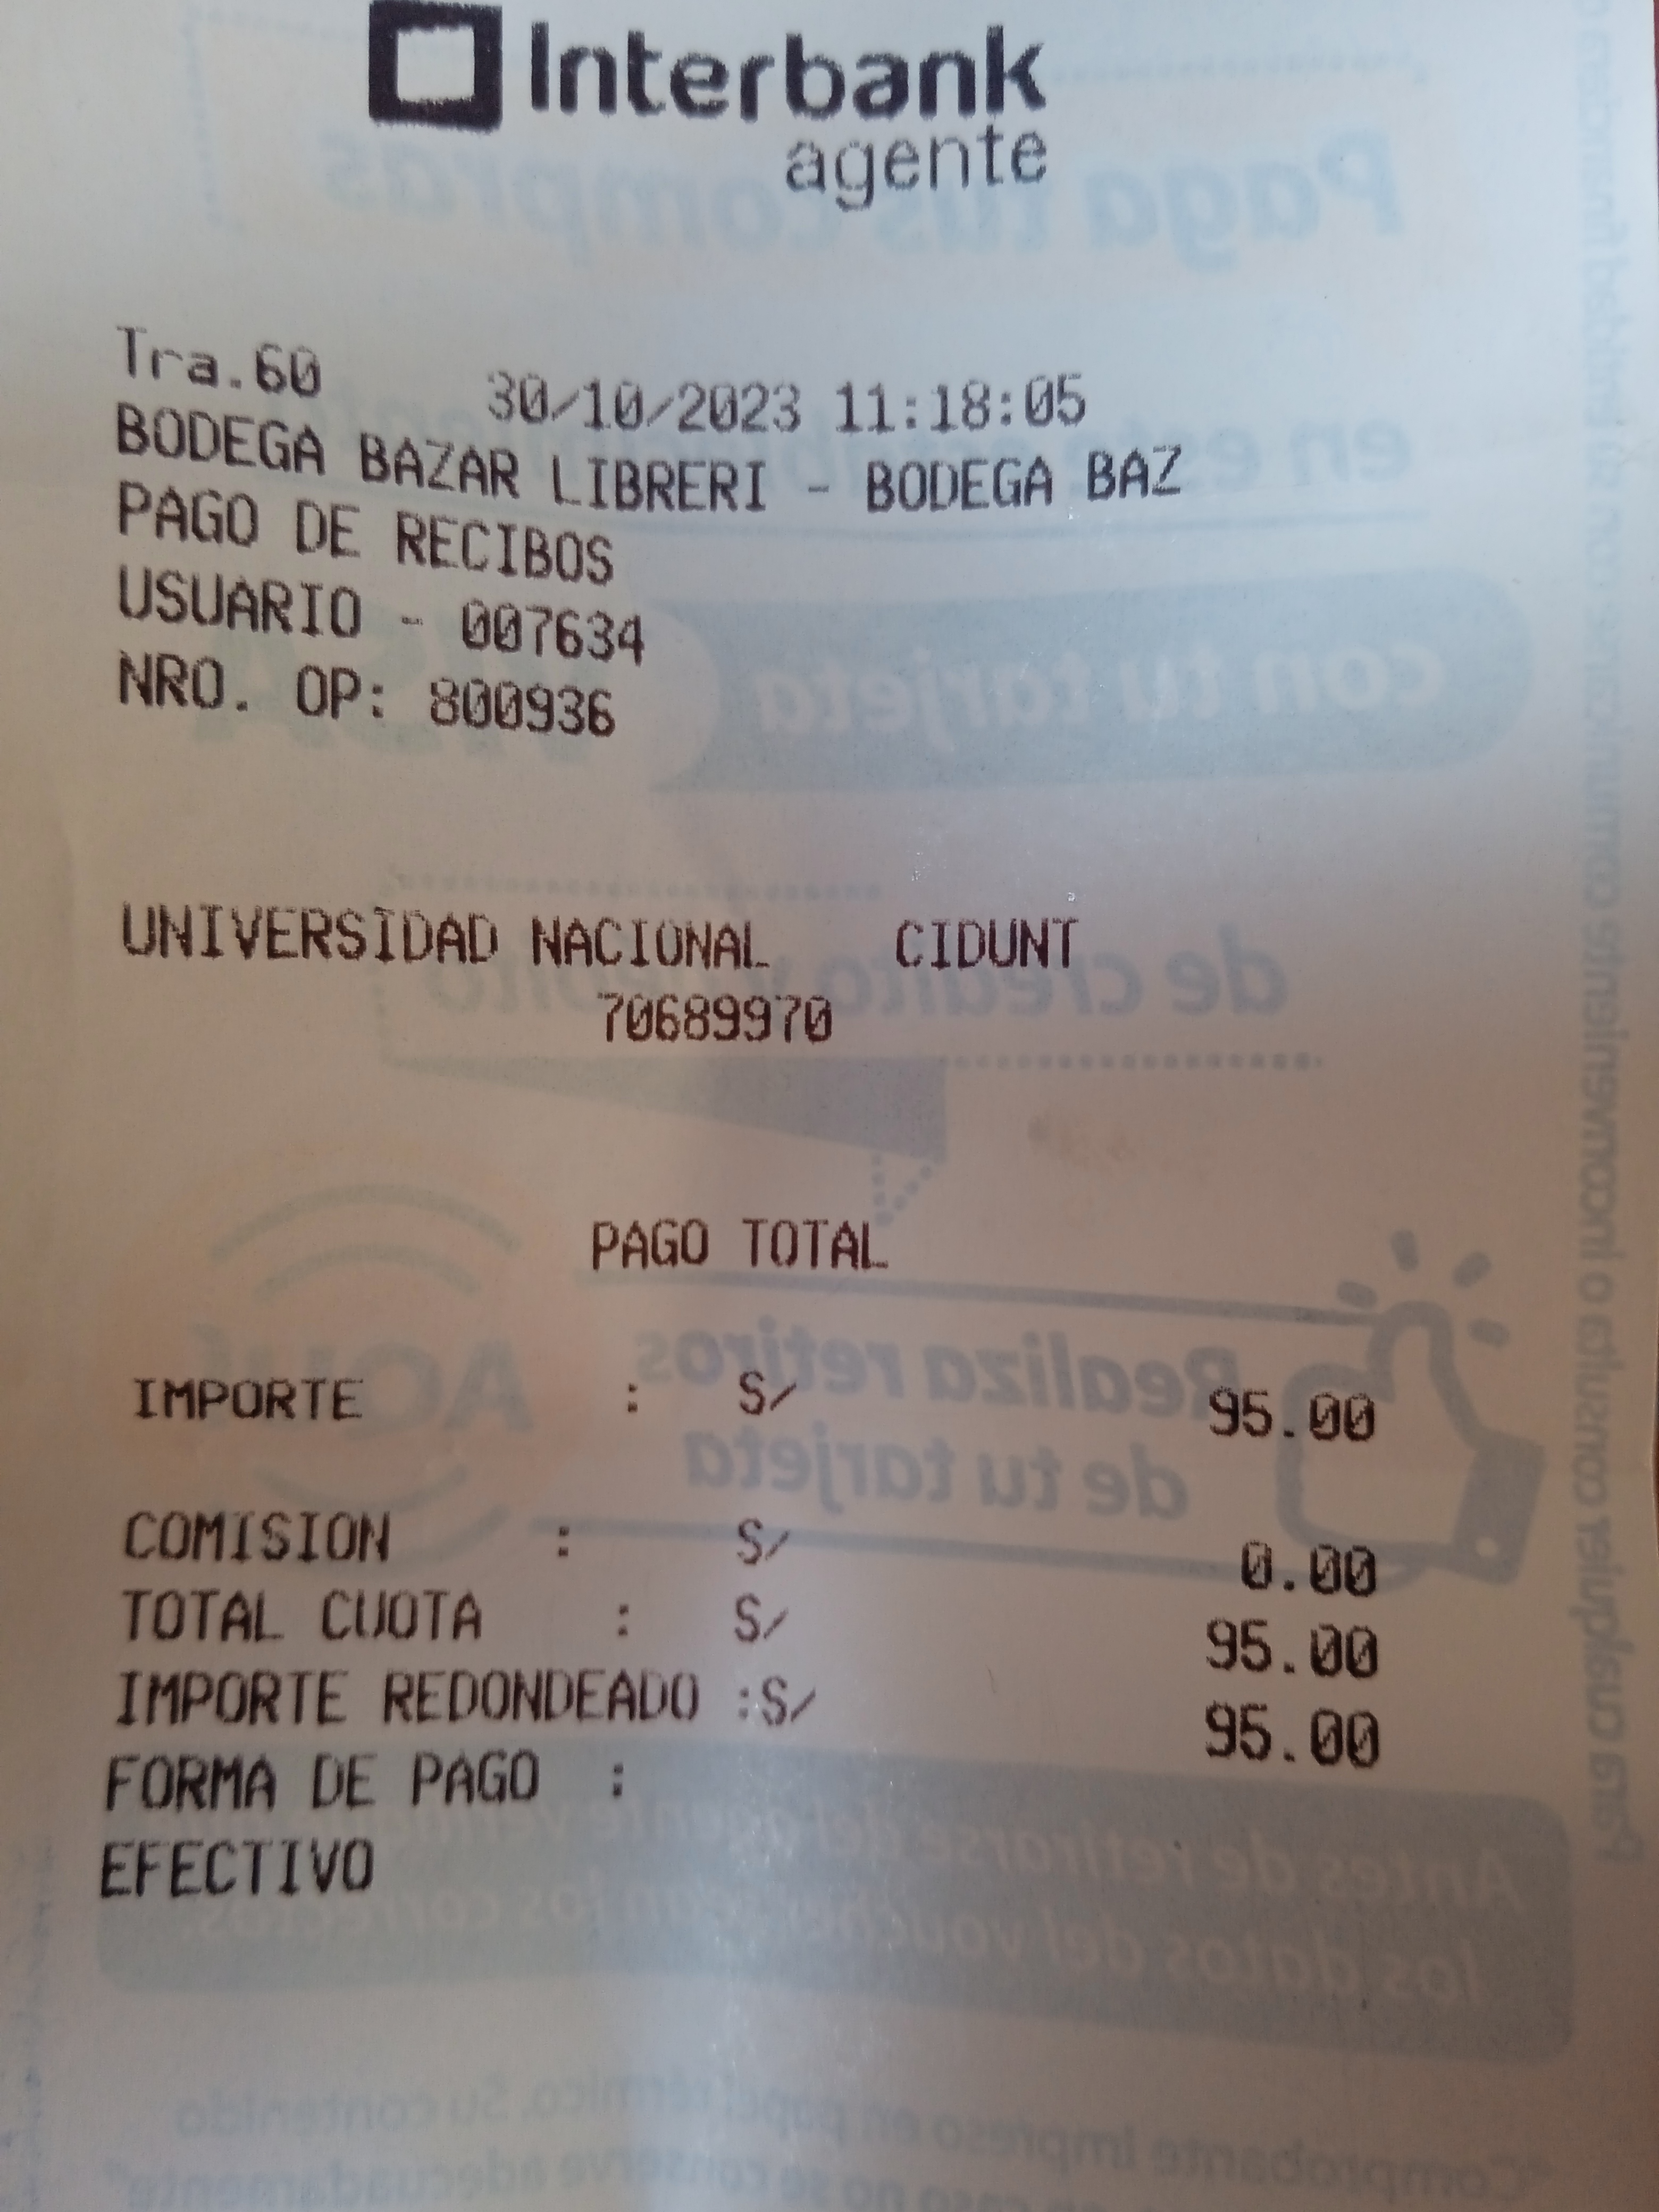 Interbank
agente
Tra.60 30/10/2023 11:18:05
BODEGA BAZAR LIBRERI - BODEGA BAZ
PAGO DE RECIBOS
USUARIO - 007634
NRO. OP: 800936
UNIVERSIDAD NACIONAL CIDUNT
70689970
PAGO TOTAL
IMPORTE : S/ 95.00
COMISION : S/ 0.00
TOTAL CUOTA : S/ 95.00
IMPORTE REDONDEADO :S/ 95.00
FORMA DE PAGO :
EFECTIVO